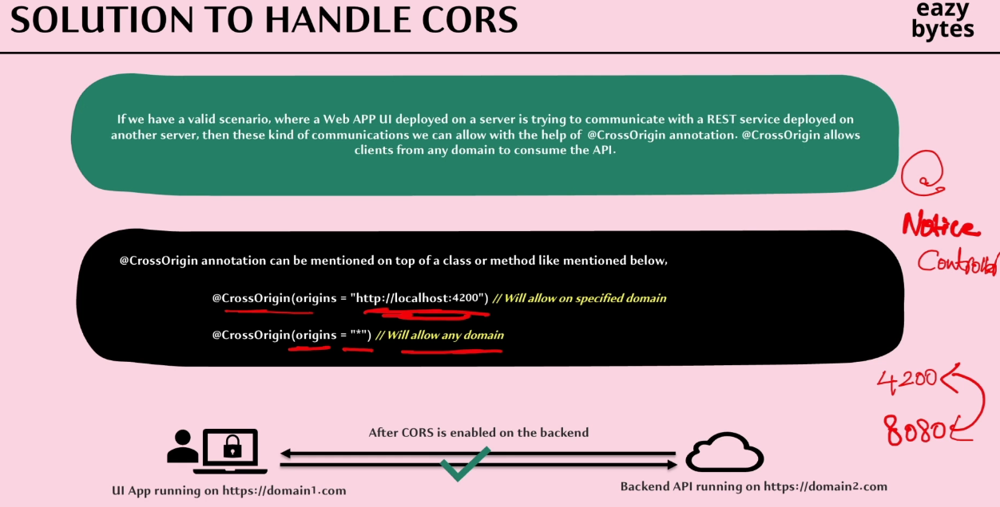 SOLUTION TO HANDLE CORS
eazy
bytes
If we have a valid scenario, where a Web APP UI deployed on a server is trying to communicate with a REST service deployed on
another server, then these kind of communications we can allow with the help of @CrossOrigin annotation. @CrossOrigin allows
clients from any domain to consume the API.
Notice
Controller
@CrossOrigin annotation can be mentioned on top of a class or method like mentioned below,
@CrossOrigin(origins = "http://localhost:4200") // Will allow on specified domain
@CrossOrigin(origins = "*") // Will allow any domain
4200
8080
After CORS is enabled on the backend
UI App running on https://domain1.com
Backend API running on https://domain2.com